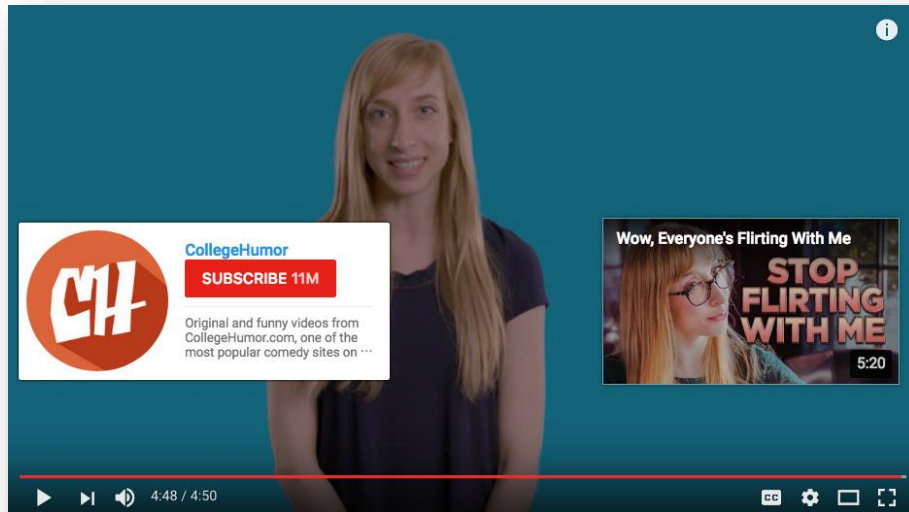 i
CollegeHumor
SUBSCRIBE 11M
CH
Original and funny videos from
CollegeHumor.com, one of the
most popular comedy sites on ...
Wow, Everyone's Flirting With Me
STOP
FLIRTING
WITH ME
5:20
4:48 / 4:50
CC